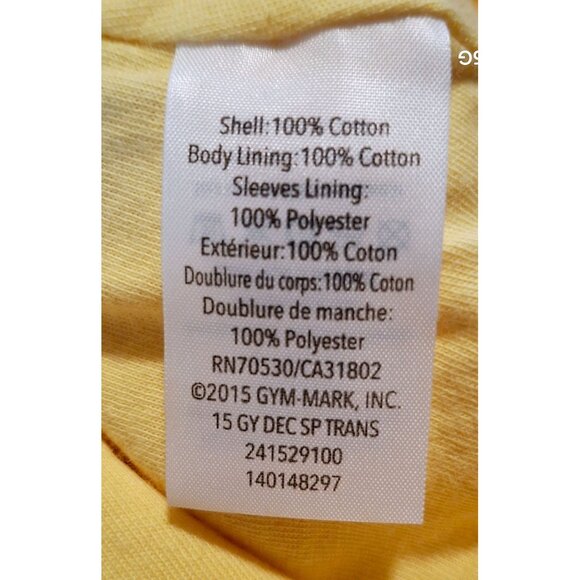 Shell:100% Cotton
Body Lining:100% Cotton
Sleeves Lining:
100% Polyester
Extérieur:100% Coton
Doublure du corps:100% Coton
Doublure de manche:
100% Polyester
RN70530/CA31802
©2015 GYM-MARK, INC.
15 GY DEC SP TRANS
241529100
140148297